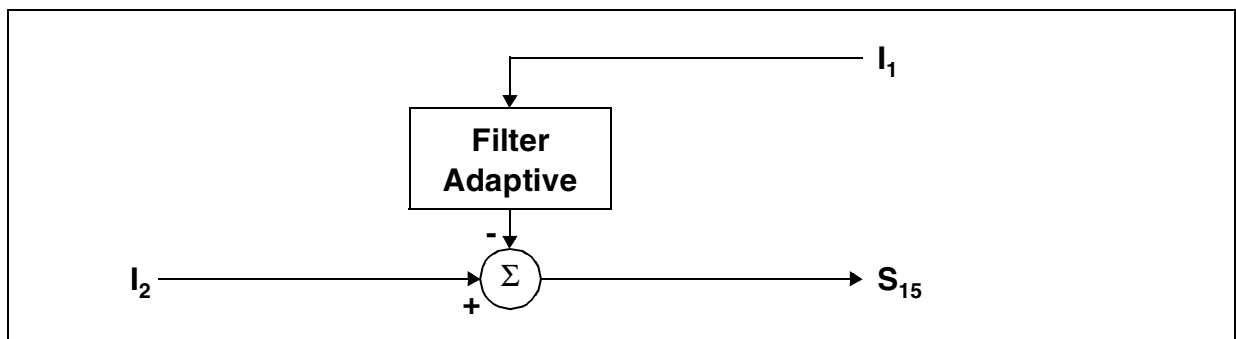 I1
Filter
Adaptive
-
I2
Σ
S15
+